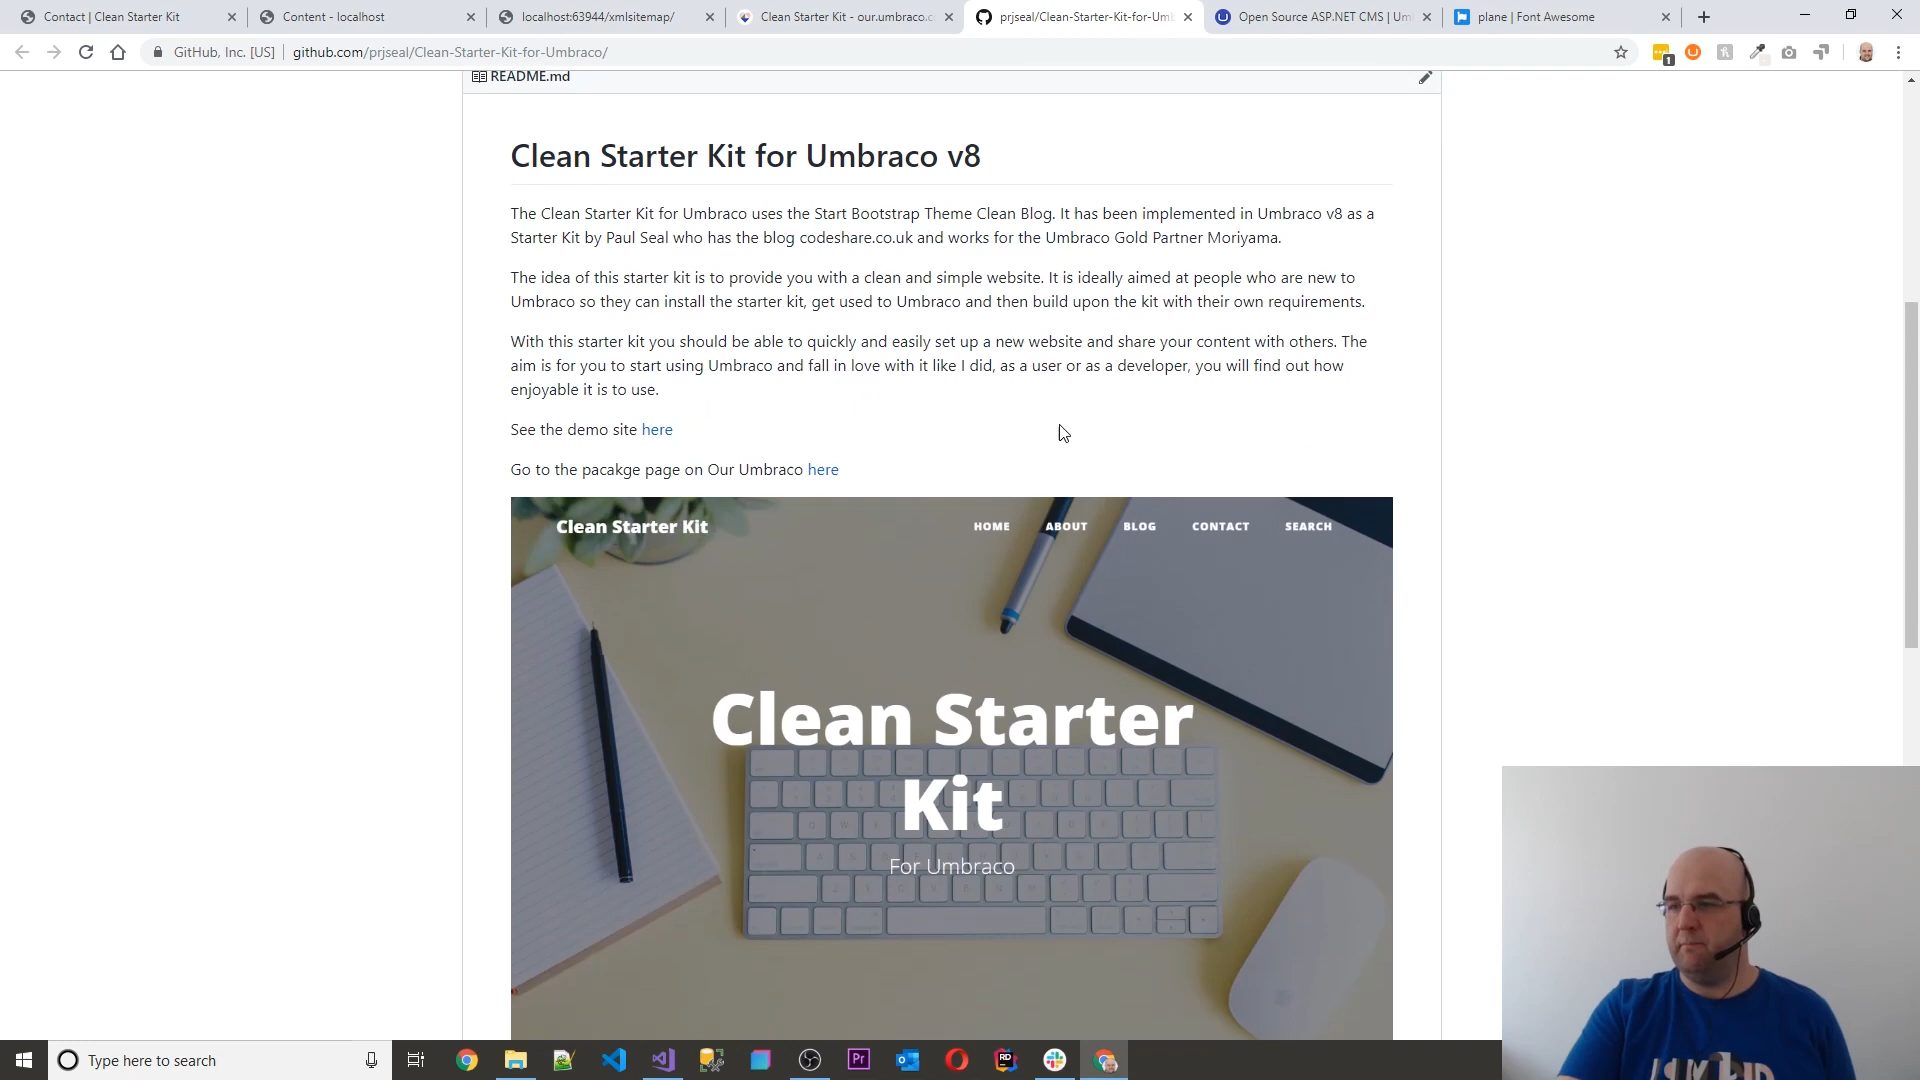 Contact | Clean Starter Kit
Content - localhost
localhost:63944/xmlsitemap/
Clean Starter Kit - our.umbraco.c
prjseal/Clean-Starter-Kit-for-Umb
Open Source ASP.NET CMS | Um
plane | Font Awesome
GitHub, Inc. [US]
github.com/prjseal/Clean-Starter-Kit-for-Umbraco/
1
README.md
Clean Starter Kit for Umbraco v8
The Clean Starter Kit for Umbraco uses the Start Bootstrap Theme Clean Blog. It has been implemented in Umbraco v8 as a
Starter Kit by Paul Seal who has the blog codeshare.co.uk and works for the Umbraco Gold Partner Moriyama.
The idea of this starter kit is to provide you with a clean and simple website. It is ideally aimed at people who are new to
Umbraco so they can install the starter kit, get used to Umbraco and then build upon the kit with their own requirements.
With this starter kit you should be able to quickly and easily set up a new website and share your content with others. The
aim is for you to start using Umbraco and fall in love with it like I did, as a user or as a developer, you will find out how
enjoyable it is to use.
See the demo site here
Go to the pacakge page on Our Umbraco here
Clean Starter Kit
HOME ABOUT BLOG CONTACT SEARCH
Clean Starter
Kit
For Umbraco
Type here to search
Pr
RD